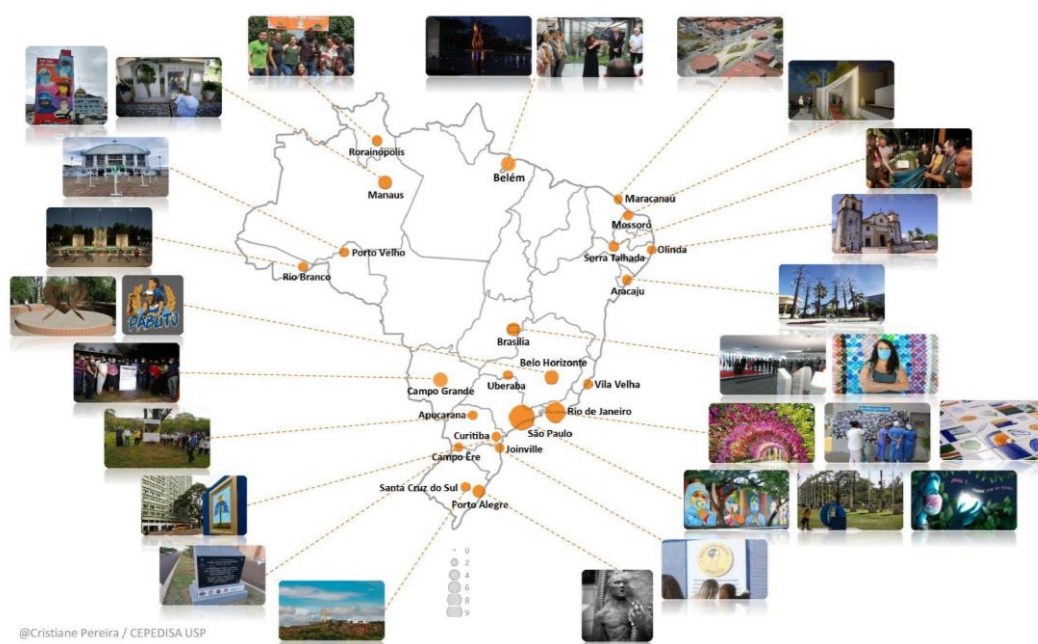 Rorainópolis
Manaus
Belém
Maracanaú
Mossoró
Serra Talhada
Olinda
Aracaju
Porto Velho
Rio Branco
PABLITO
Brasília
Belo Horizonte
Uberaba
Vila Velha
Campo Grande
Rio de Janeiro
Apucarana
São Paulo
Curitiba
Campo Ere
Joinville
Santa Cruz do Sul
Porto Alegre
0
2
4
6
8
9
@Cristiane Pereira / CEPEDISA USP